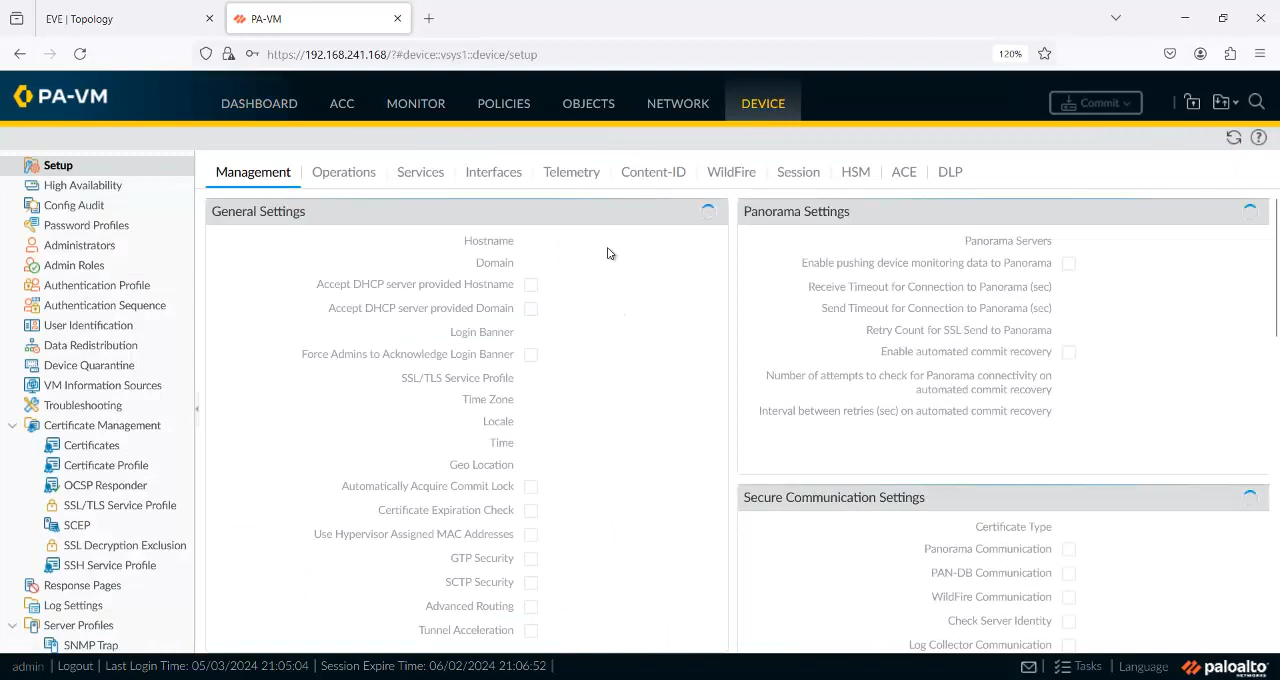 EVE | Topology
PA-VM
https://192.168.241.168/?#device::vsys1::device/setup
120%
PA-VM
DASHBOARD
ACC
MONITOR
POLICIES
OBJECTS
NETWORK
DEVICE
Commit
Setup
High Availability
Config Audit
Password Profiles
Administrators
Admin Roles
Authentication Profile
Authentication Sequence
User Identification
Data Redistribution
Device Quarantine
VM Information Sources
Troubleshooting
Certificate Management
Certificates
Certificate Profile
OCSP Responder
SSL/TLS Service Profile
SCEP
SSL Decryption Exclusion
SSH Service Profile
Response Pages
Log Settings
Server Profiles
SNMP Trap
Management
Operations
Services
Interfaces
Telemetry
Content-ID
WildFire
Session
HSM
ACE
DLP
General Settings
Hostname
Domain
Accept DHCP server provided Hostname
Accept DHCP server provided Domain
Login Banner
Force Admins to Acknowledge Login Banner
SSL/TLS Service Profile
Time Zone
Locale
Time
Geo Location
Automatically Acquire Commit Lock
Certificate Expiration Check
Use Hypervisor Assigned MAC Addresses
GTP Security
SCTP Security
Advanced Routing
Tunnel Acceleration
Panorama Settings
Panorama Servers
Enable pushing device monitoring data to Panorama
Receive Timeout for Connection to Panorama (sec)
Send Timeout for Connection to Panorama (sec)
Retry Count for SSL Send to Panorama
Enable automated commit recovery
Number of attempts to check for Panorama connectivity on
automated commit recovery
Interval between retries (sec) on automated commit recovery
Secure Communication Settings
Certificate Type
Panorama Communication
PAN-DB Communication
WildFire Communication
Check Server Identity
Log Collector Communication
admin | Logout | Last Login Time: 05/03/2024 21:05:04 | Session Expire Time: 06/02/2024 21:06:52 |
Tasks | Language
paloalto
NETWORKS